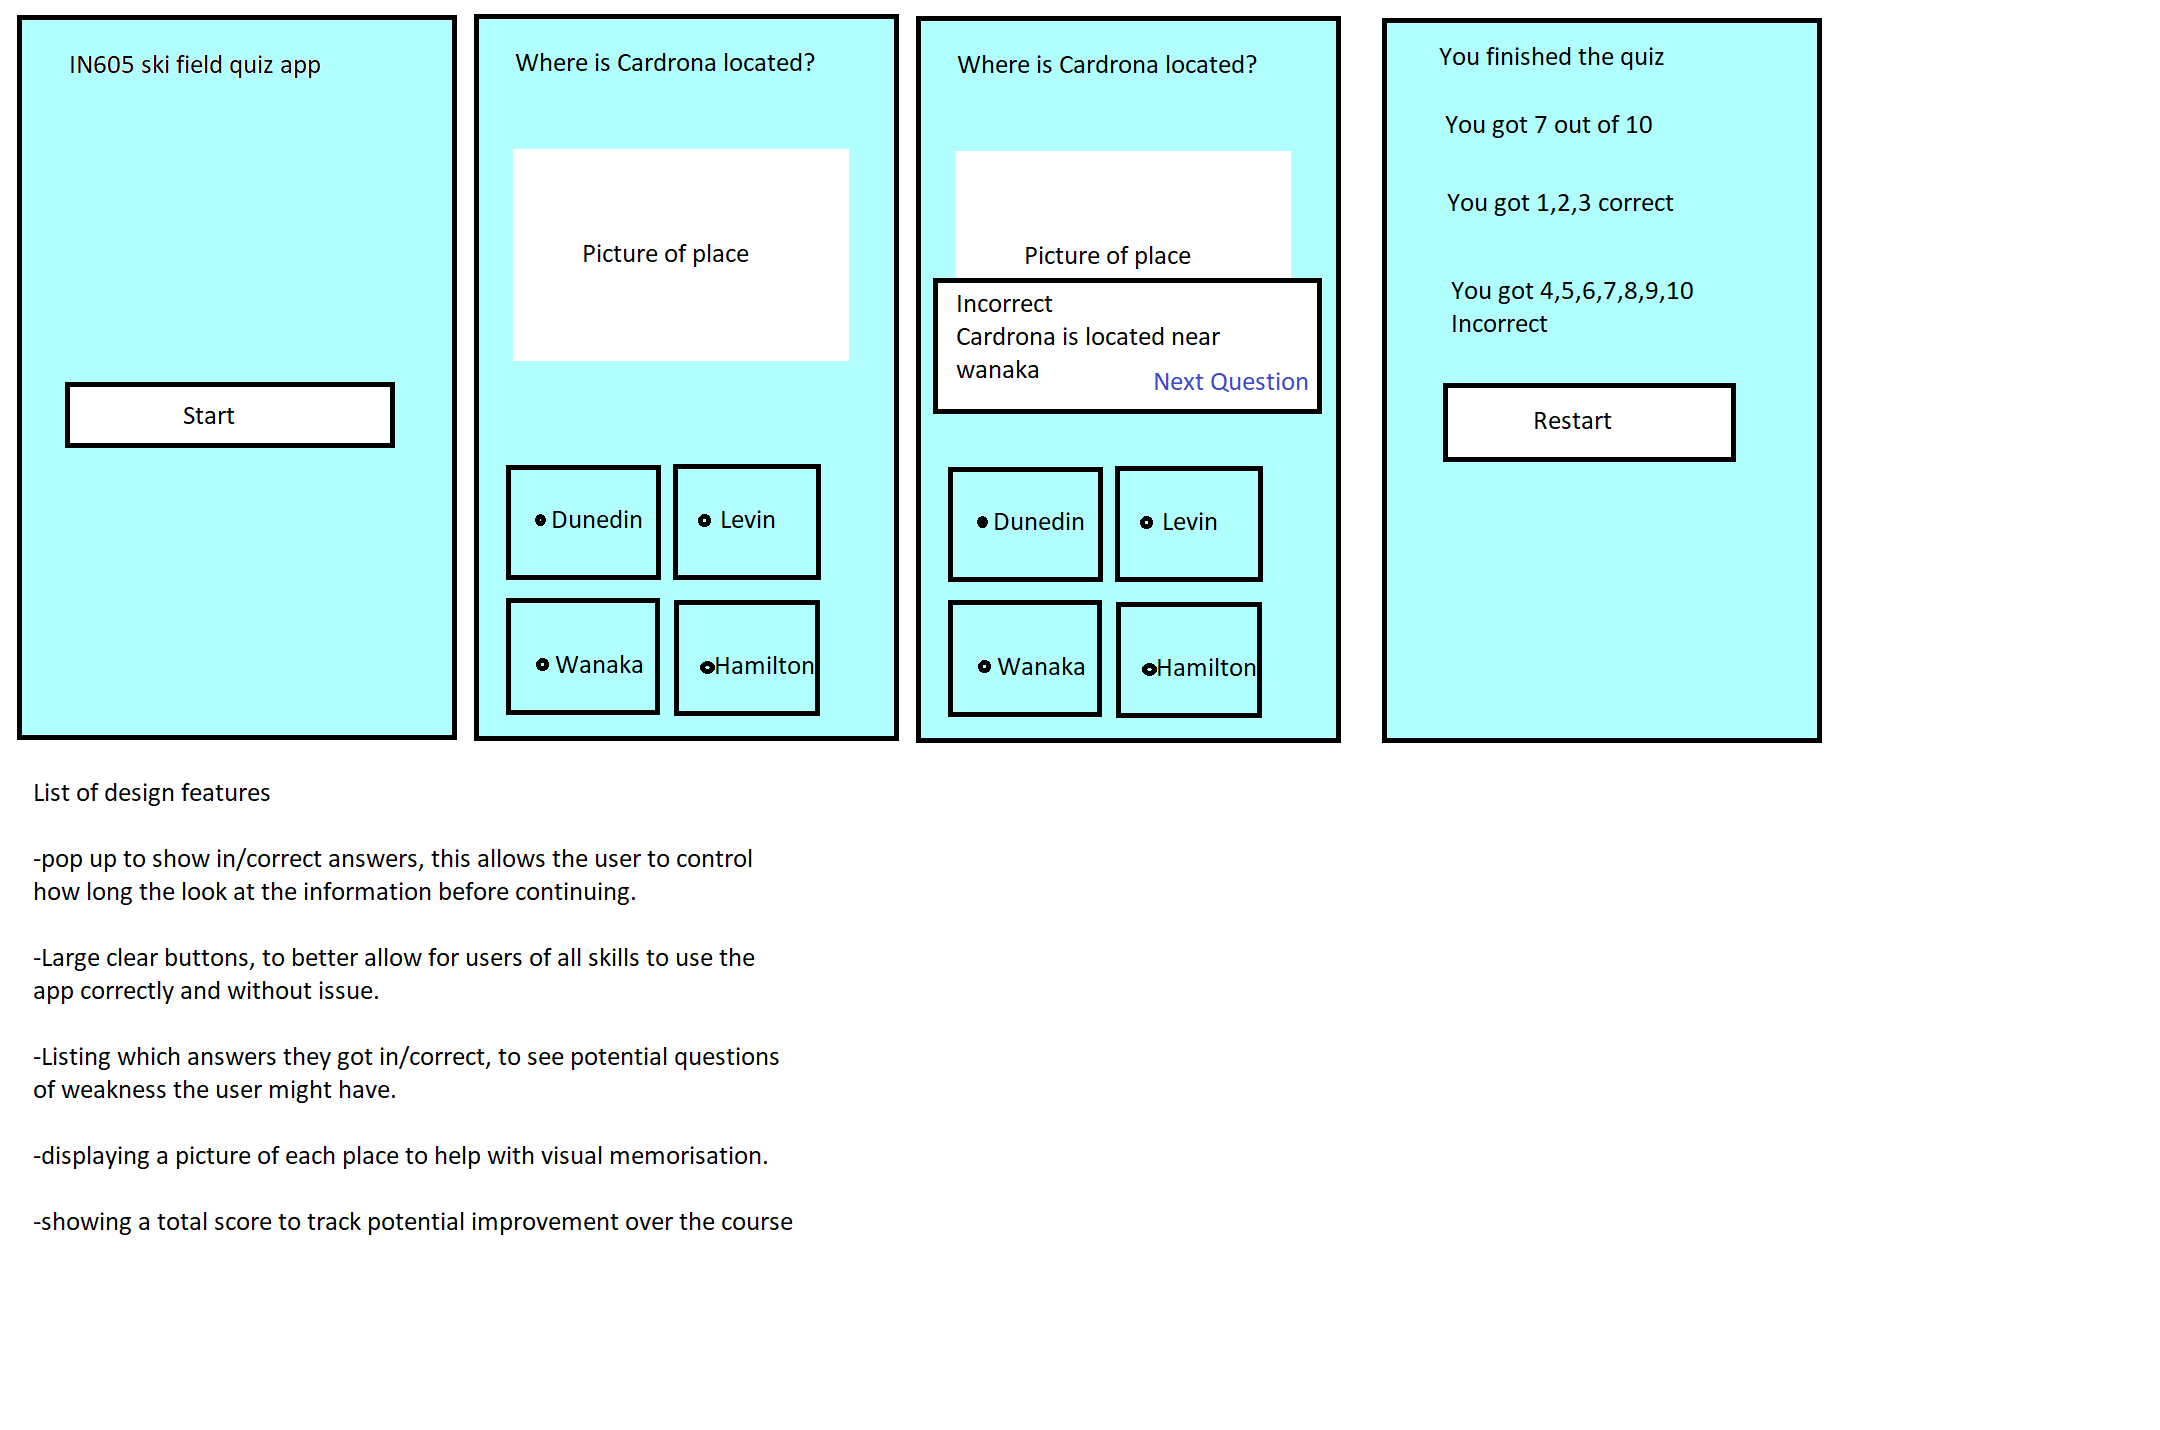 IN605 ski field quiz app
Start
Where is Cardrona located?
Picture of place
Dunedin
Levin
Wanaka
Hamilton
Where is Cardrona located?
Picture of place
Incorrect
Cardrona is located near
wanaka
Next Question
Dunedin
Levin
Wanaka
Hamilton
You finished the quiz
You got 7 out of 10
You got 1,2,3 correct
You got 4,5,6,7,8,9,10
Incorrect
Restart
List of design features
-pop up to show in/correct answers, this allows the user to control
how long the look at the information before continuing.
-Large clear buttons, to better allow for users of all skills to use the
app correctly and without issue.
-Listing which answers they got in/correct, to see potential questions
of weakness the user might have.
-displaying a picture of each place to help with visual memorisation.
-showing a total score to track potential improvement over the course